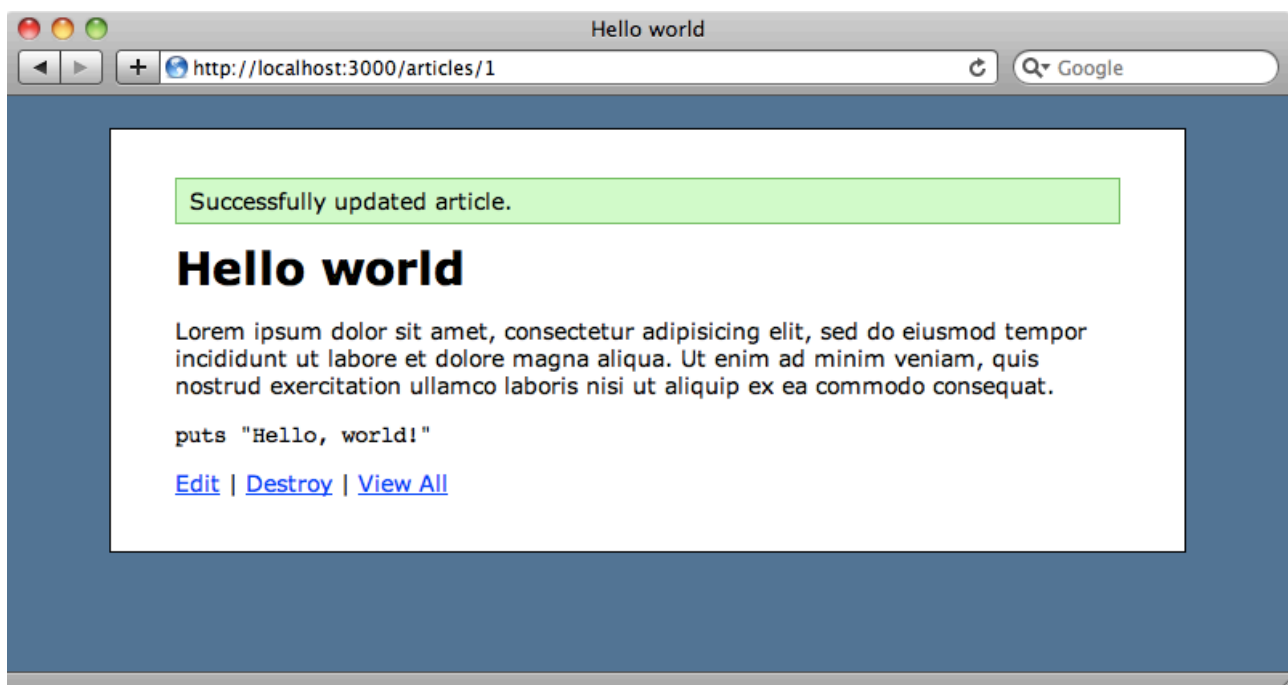 Hello world
http://localhost:3000/articles/1
Google
Successfully updated article.
Hello world
Lorem ipsum dolor sit amet, consectetur adipisicing elit, sed do eiusmod tempor
incididunt ut labore et dolore magna aliqua. Ut enim ad minim veniam, quis
nostrud exercitation ullamco laboris nisi ut aliquip ex ea commodo consequat.
puts "Hello, world!"
Edit | Destroy | View All